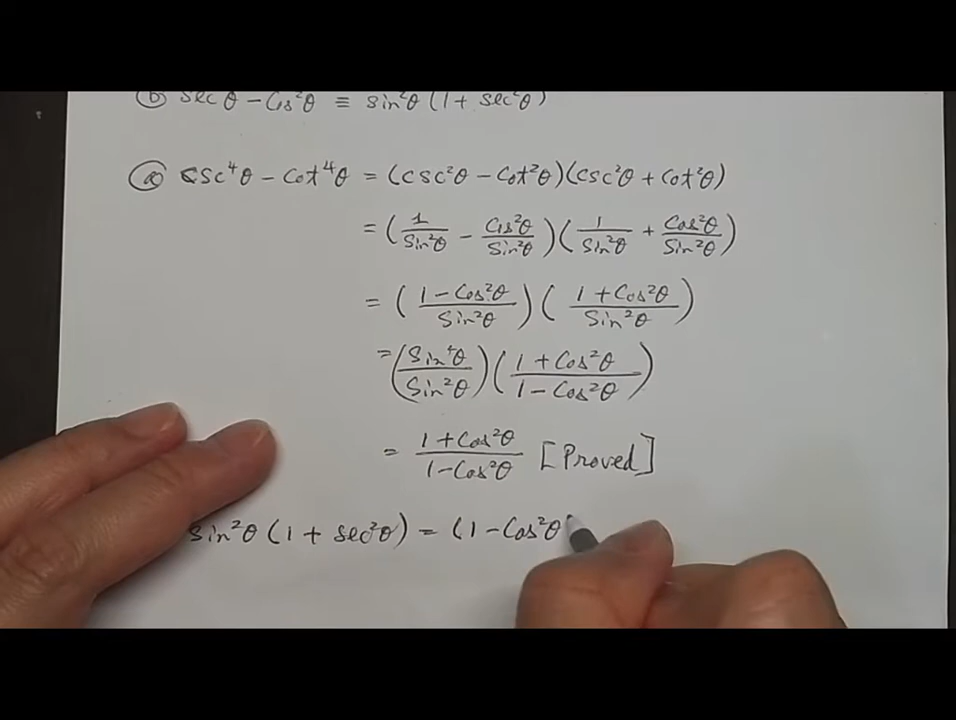 ⓑ sec²θ - Cos²θ ≡ sin²θ (1 + sec²θ)
ⓐ csc⁴θ - Cot⁴θ = (csc²θ - Cot²θ)(csc²θ + Cot²θ)
= (1/Sin²θ - Cos²θ/Sin²θ)(1/Sin²θ + Cos²θ/Sin²θ)
= (1 - Cos²θ/Sin²θ)(1 + Cos²θ/Sin²θ)
= (Sin²θ/Sin²θ)(1 + Cos²θ/1 - Cos²θ)
= 1 + Cos²θ/1 - Cos²θ [Proved]
sin²θ (1 + sec²θ) = (1 - Cos²θ